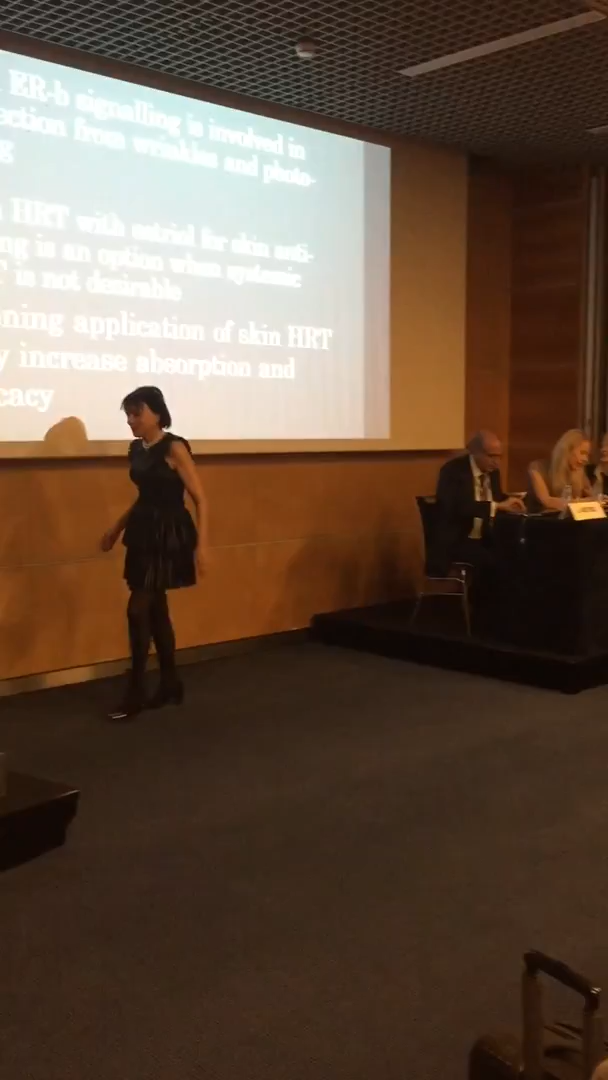 ER-b signalling is involved in
ection from wrinkles and photo-
g
HRT with estriol for skin anti-
ng is an option when systemic
T is not desirable
ning application of skin HRT
y increase absorption and
cacy